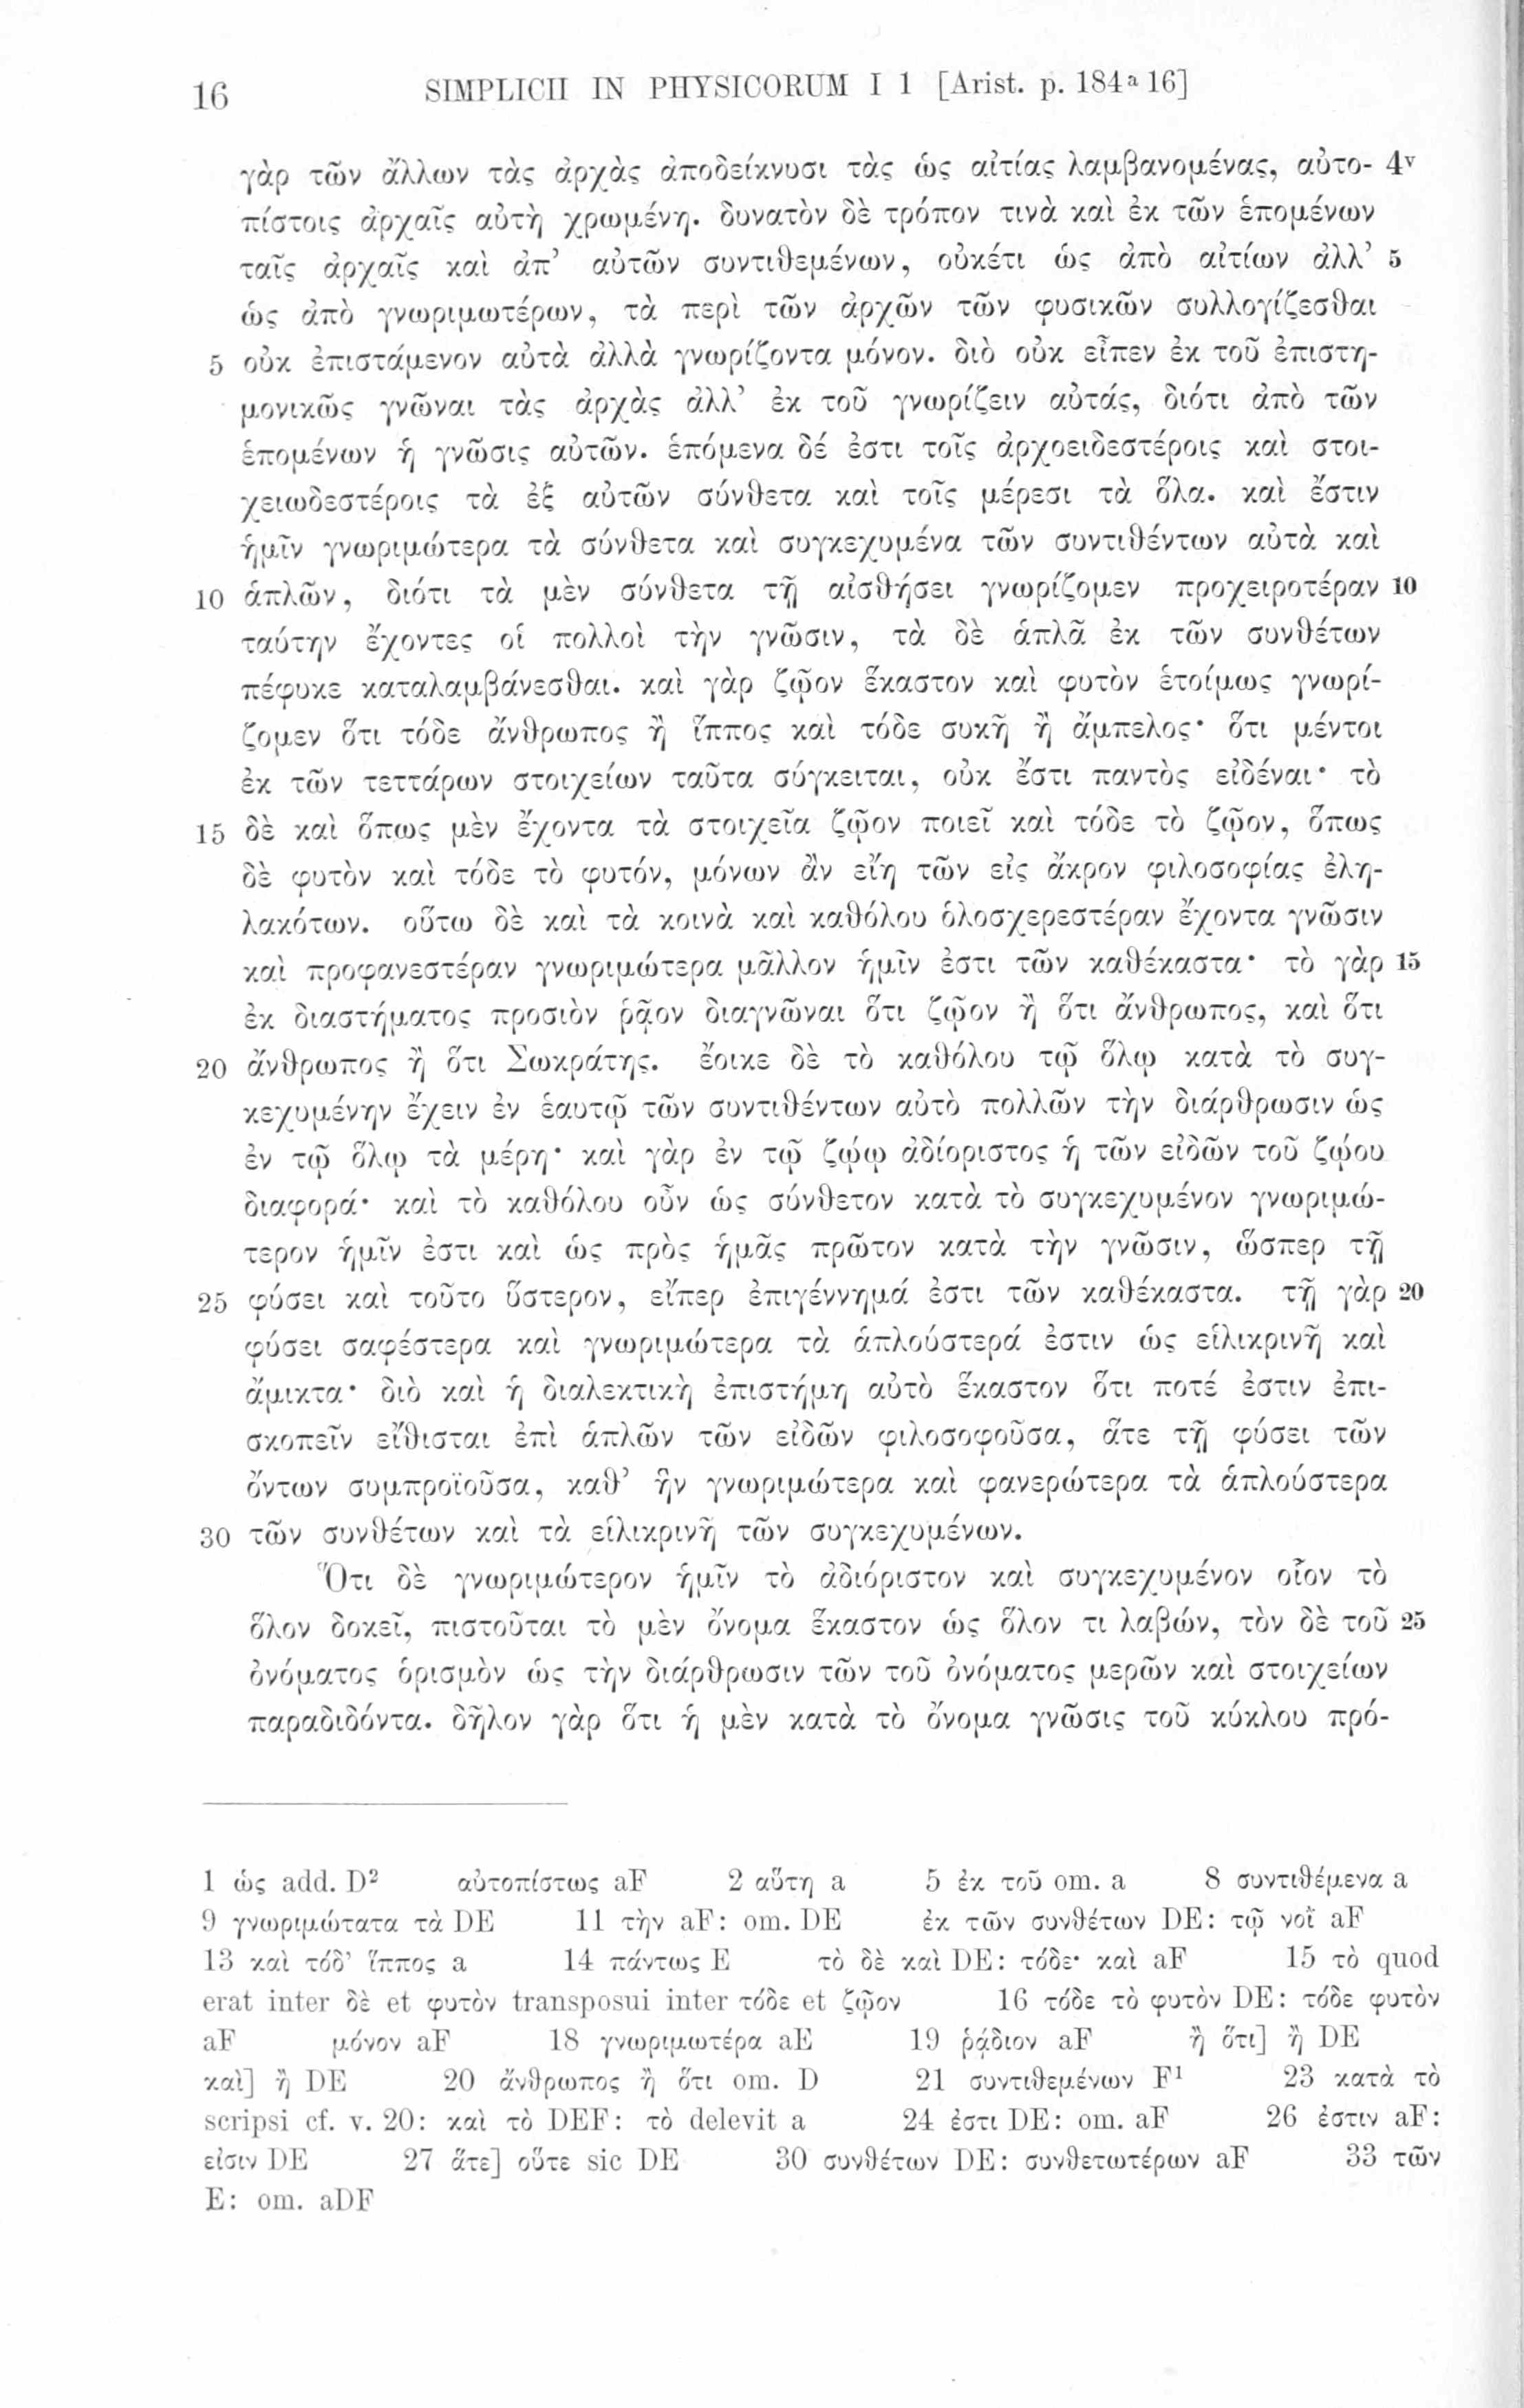 16 SIMPLICII IN PHYSICORUM I 1 [Arist. p. 184ª 16]
γὰρ τῶν ἄλλων τὰς ἀρχὰς ἀποδείκνυσι τὰς ὡς αἰτίας λαμβανομένας, αὐτο- 4ᵛ
πίστοις ἀρχαῖς αὐτὴ χρωμένη. δυνατὸν δὲ τρόπον τινὰ καὶ ἐκ τῶν ἑπομένων
ταῖς ἀρχαῖς καὶ ἀπ’ αὐτῶν συντιθεμένων, οὐκέτι ὡς ἀπὸ αἰτίων ἀλλ’ 5
ὡς ἀπὸ γνωριμωτέρων, τὰ περὶ τῶν ἀρχῶν τῶν φυσικῶν συλλογίζεσθαι
5 οὐκ ἐπιστάμενον αὐτὰ ἀλλὰ γνωρίζοντα μόνον. διὸ οὐκ εἶπεν ἐκ τοῦ ἐπιστη-
μονικῶς γνῶναι τὰς ἀρχὰς ἀλλ’ ἐκ τοῦ γνωρίζειν αὐτάς, διότι ἀπὸ τῶν
ἑπομένων ἡ γνῶσις αὐτῶν. ἑπόμενα δέ ἐστι τοῖς ἀρχοειδεστέροις καὶ στοι-
χειωδεστέροις τὰ ἐξ αὐτῶν σύνθετα καὶ τοῖς μέρεσι τὰ ὅλα. καὶ ἔστιν
ἡμῖν γνωριμώτερα τὰ σύνθετα καὶ συγκεχυμένα τῶν συντιθέντων αὐτὰ καὶ
10 ἁπλῶν, διότι τὰ μὲν σύνθετα τῇ αἰσθήσει γνωρίζομεν προχειροτέραν 10
ταύτην ἔχοντες οἱ πολλοὶ τὴν γνῶσιν, τὰ δὲ ἁπλᾶ ἐκ τῶν συνθέτων
πέφυκε καταλαμβάνεσθαι. καὶ γὰρ ζῷον ἕκαστον καὶ φυτὸν ἑτοίμως γνωρί-
ζομεν ὅτι τόδε ἄνθρωπος ἢ ἵππος καὶ τόδε συκῆ ἢ ἄμπελος· ὅτι μέντοι
ἐκ τῶν τεττάρων στοιχείων ταῦτα σύγκειται, οὐκ ἔστι παντὸς εἰδέναι· τὸ
15 δὲ καὶ ὅπως μὲν ἔχοντα τὰ στοιχεῖα ζῷον ποιεῖ καὶ τόδε τὸ ζῷον, ὅπως
δὲ φυτὸν καὶ τόδε τὸ φυτόν, μόνων ἂν εἴη τῶν εἰς ἄκρον φιλοσοφίας ἐλη-
λακότων. οὕτω δὲ καὶ τὰ κοινὰ καὶ καθόλου ὁλοσχερεστέραν ἔχοντα γνῶσιν
καὶ προφανεστέραν γνωριμώτερα μᾶλλον ἡμῖν ἐστι τῶν καθέκαστα· τὸ γὰρ 15
ἐκ διαστήματος προσιὸν ῥᾷον διαγνῶναι ὅτι ζῷον ἢ ὅτι ἄνθρωπος, καὶ ὅτι
20 ἄνθρωπος ἢ ὅτι Σωκράτης. ἔοικε δὲ τὸ καθόλου τῷ ὅλῳ κατὰ τὸ συγ-
κεχυμένην ἔχειν ἐν ἑαυτῷ τῶν συντιθέντων αὐτὸ πολλῶν τὴν διάρθρωσιν ὡς
ἐν τῷ ὅλῳ τὰ μέρη· καὶ γὰρ ἐν τῷ ζῴῳ ἀδίοριστος ἡ τῶν εἰδῶν τοῦ ζῴου
διαφορά· καὶ τὸ καθόλου οὖν ὡς σύνθετον κατὰ τὸ συγκεχυμένον γνωριμώ-
τερον ἡμῖν ἐστι καὶ ὡς πρὸς ἡμᾶς πρῶτον κατὰ τὴν γνῶσιν, ὥσπερ τῇ
25 φύσει καὶ τοῦτο ὕστερον, εἴπερ ἐπιγέννημά ἐστι τῶν καθέκαστα. τῇ γὰρ 20
φύσει σαφέστερα καὶ γνωριμώτερα τὰ ἁπλούστερά ἐστιν ὡς εἱλικρινῆ καὶ
ἄμικτα· διὸ καὶ ἡ διαλεκτικὴ ἐπιστήμη αὐτὸ ἕκαστον ὅτι ποτέ ἐστιν ἐπι-
σκοπεῖν εἴθισται ἐπὶ ἁπλῶν τῶν εἰδῶν φιλοσοφοῦσα, ἅτε τῇ φύσει τῶν
ὄντων συμπροϊοῦσα, καθ’ ἣν γνωριμώτερα καὶ φανερώτερα τὰ ἁπλούστερα
30 τῶν συνθέτων καὶ τὰ εἱλικρινῆ τῶν συγκεχυμένων.
Ὅτι δὲ γνωριμώτερον ἡμῖν τὸ ἀδιόριστον καὶ συγκεχυμένον οἷον τὸ
ὅλον δοκεῖ, πιστοῦται τὸ μὲν ὄνομα ἕκαστον ὡς ὅλον τι λαβών, τὸν δὲ τοῦ 25
ὀνόματος ὁρισμὸν ὡς τὴν διάρθρωσιν τῶν τοῦ ὀνόματος μερῶν καὶ στοιχείων
παραδιδόντα. δῆλον γὰρ ὅτι ἡ μὲν κατὰ τὸ ὄνομα γνῶσις τοῦ κύκλου πρό-
1 ὡς add. D² αὐτοπίστως aF 2 αὕτη a 5 ἐκ τοῦ om. a 8 συντιθέμενα a
9 γνωριμώτατα τὰ DE 11 τὴν aF: om. DE ἐκ τῶν συνθέτων DE: τῷ νοῒ aF
13 καὶ τόδ’ ἵππος a 14 πάντως E τὸ δὲ καὶ DE: τόδε· καὶ aF 15 τὸ quod
erat inter δὲ et φυτὸν transposui inter τόδε et ζῷον 16 τόδε τὸ φυτὸν DE: τόδε φυτὸν
aF μόνον aF 18 γνωριμωτέρα aE 19 ῥᾴδιον aF ἢ ὅτι] ἢ DE
καὶ] ἢ DE 20 ἄνθρωπος ἢ ὅτι om. D 21 συντιθεμένων F¹ 23 κατὰ τὸ
scripsi cf. v. 20: καὶ τὸ DEF: τὸ delevit a 24 ἐστι DE: om. aF 26 ἐστιν aF:
εἰσιν DE 27 ἅτε] οὔτε sic DE 30 συνθέτων DE: συνθετωτέρων aF 33 τῶν
E: om. aDF